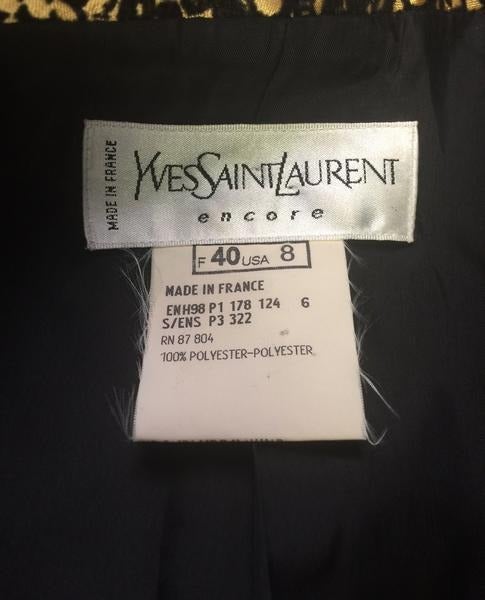 MADE IN FRANCE
YVESSAINTLAURENT
encore
F 40 USA 8
MADE IN FRANCE
ENH98 P1 178 124 6
S/ENS P3 322
RN 87 804
100% POLYESTER-POLYESTER